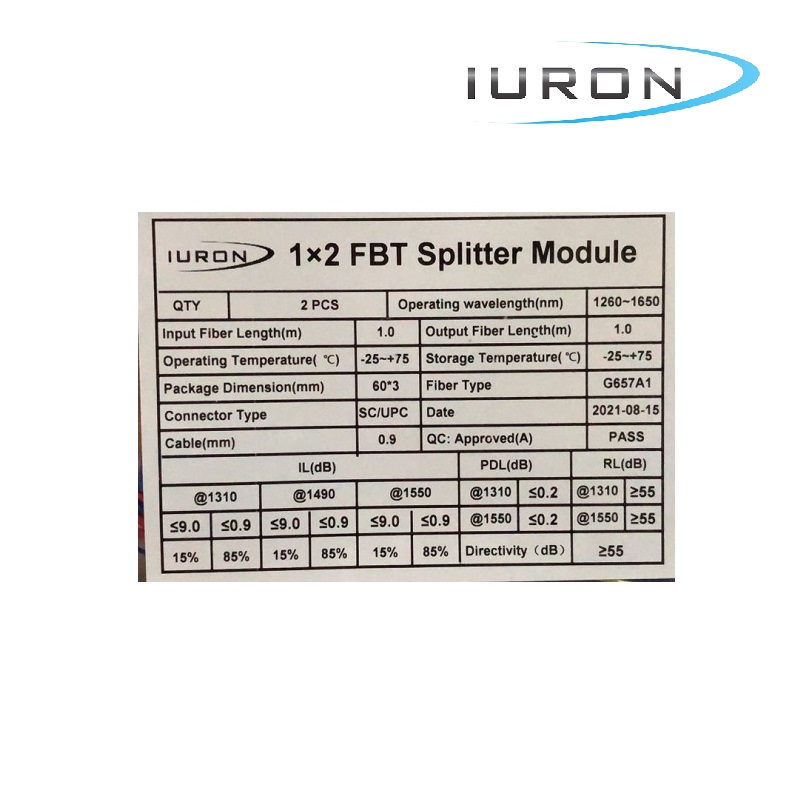 IURON
IURON 1×2 FBT Splitter Module
QTY 2 PCS Operating wavelength(nm) 1260~1650
Input Fiber Length(m) 1.0 Output Fiber Length(m) 1.0
Operating Temperature( ℃) -25~+75 Storage Temperature( ℃) -25~+75
Package Dimension(mm) 60*3 Fiber Type G657A1
Connector Type SC/UPC Date 2021-08-15
Cable(mm) 0.9 QC: Approved(A) PASS
IL(dB) PDL(dB) RL(dB)
@1310 @1490 @1550 @1310 ≤0.2 @1310 ≥55
≤9.0 ≤0.9 ≤9.0 ≤0.9 ≤9.0 ≤0.9 @1550 ≤0.2 @1550 ≥55
15% 85% 15% 85% 15% 85% Directivity（dB） ≥55